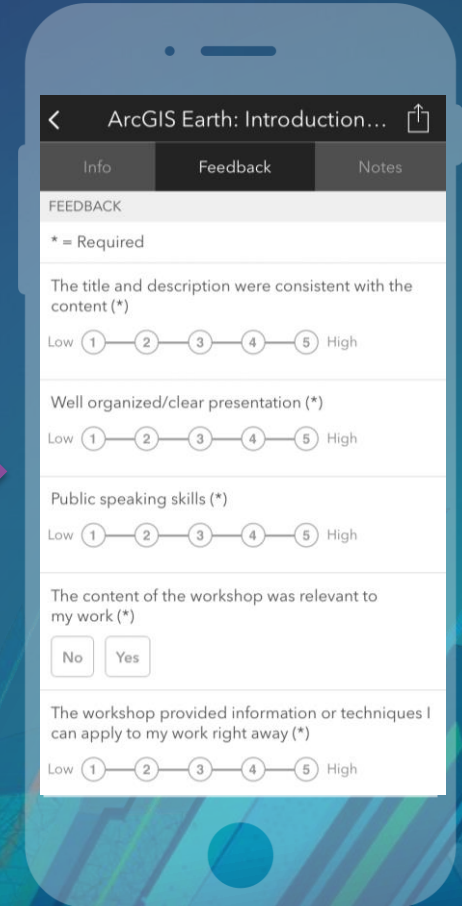 ArcGIS Earth: Introduction...
Info Feedback Notes
FEEDBACK
* = Required
The title and description were consistent with the
content (*)
Low 1 2 3 4 5 High
Well organized/clear presentation (*)
Low 1 2 3 4 5 High
Public speaking skills (*)
Low 1 2 3 4 5 High
The content of the workshop was relevant to
my work (*)
No Yes
The workshop provided information or techniques I
can apply to my work right away (*)
Low 1 2 3 4 5 High